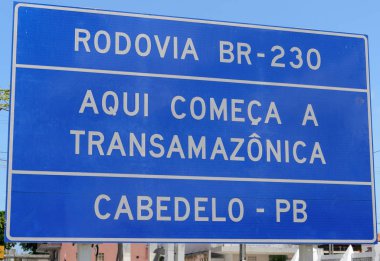 RODOVIA BR-230
AQUI COMEÇA A
TRANSAMAZÔNICA
CABEDELO - PB